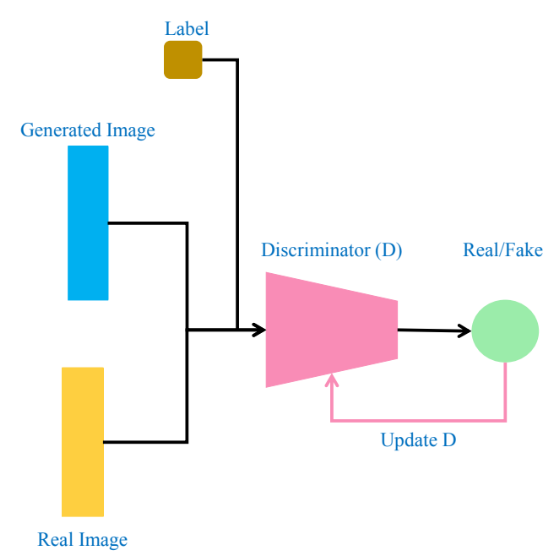 Label
Generated Image
Discriminator (D)
Real/Fake
Update D
Real Image